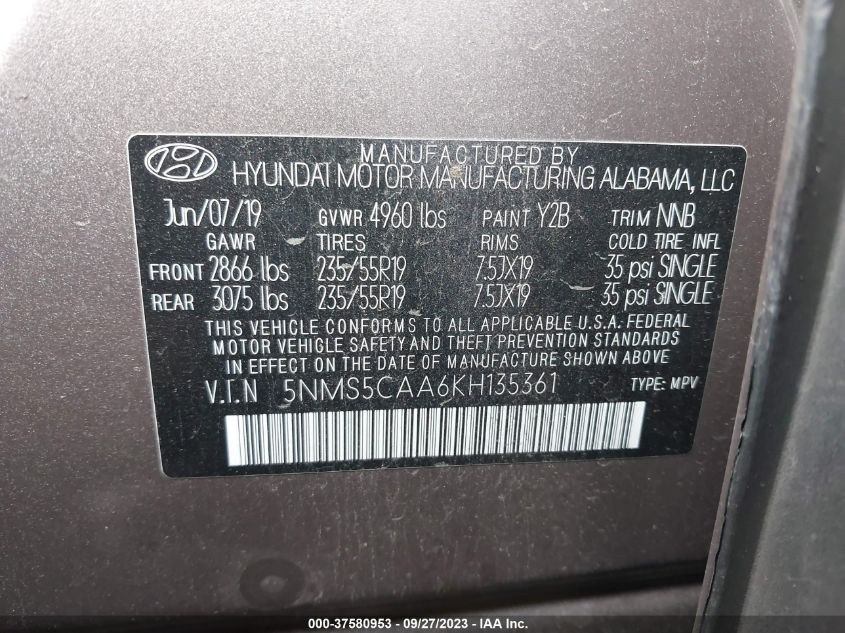 MANUFACTURED BY
HYUNDAI MOTOR MANUFACTURING ALABAMA, LLC
Jun/07/19 GVWR 4960 lbs PAINT Y2B TRIM NNB
GAWR TIRES RIMS COLD TIRE INFL
FRONT 2866 lbs 235/55R19 7.5JX19 35 psi SINGLE
REAR 3075 lbs 235/55R19 7.5JX19 35 psi SINGLE
THIS VEHICLE CONFORMS TO ALL APPLICABLE U.S.A. FEDERAL
MOTOR VEHICLE SAFETY AND THEFT PREVENTION STANDARDS
IN EFFECT ON THE DATE OF MANUFACTURE SHOWN ABOVE
V.I.N 5NMS5CAA6KH135361 TYPE: MPV
000-37580953 / 09/27/2023 / © IAA Inc.